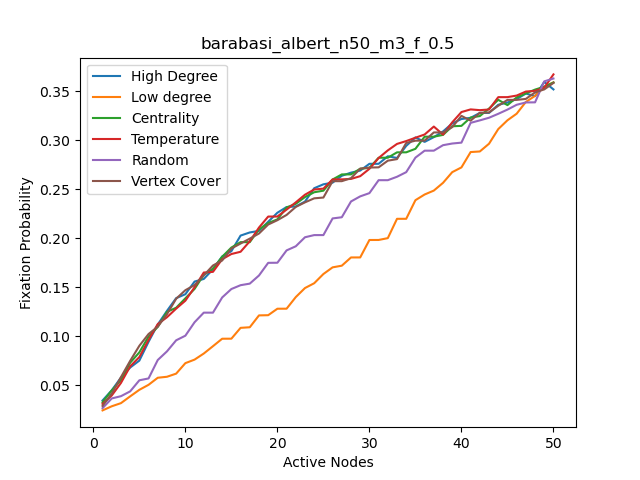 barabasi_albert_n50_m3_f_0.5
High Degree
Low degree
Centrality
Temperature
Random
Vertex Cover
Fixation Probability
0.35
0.30
0.25
0.20
0.15
0.10
0.05
0 10 20 30 40 50
Active Nodes